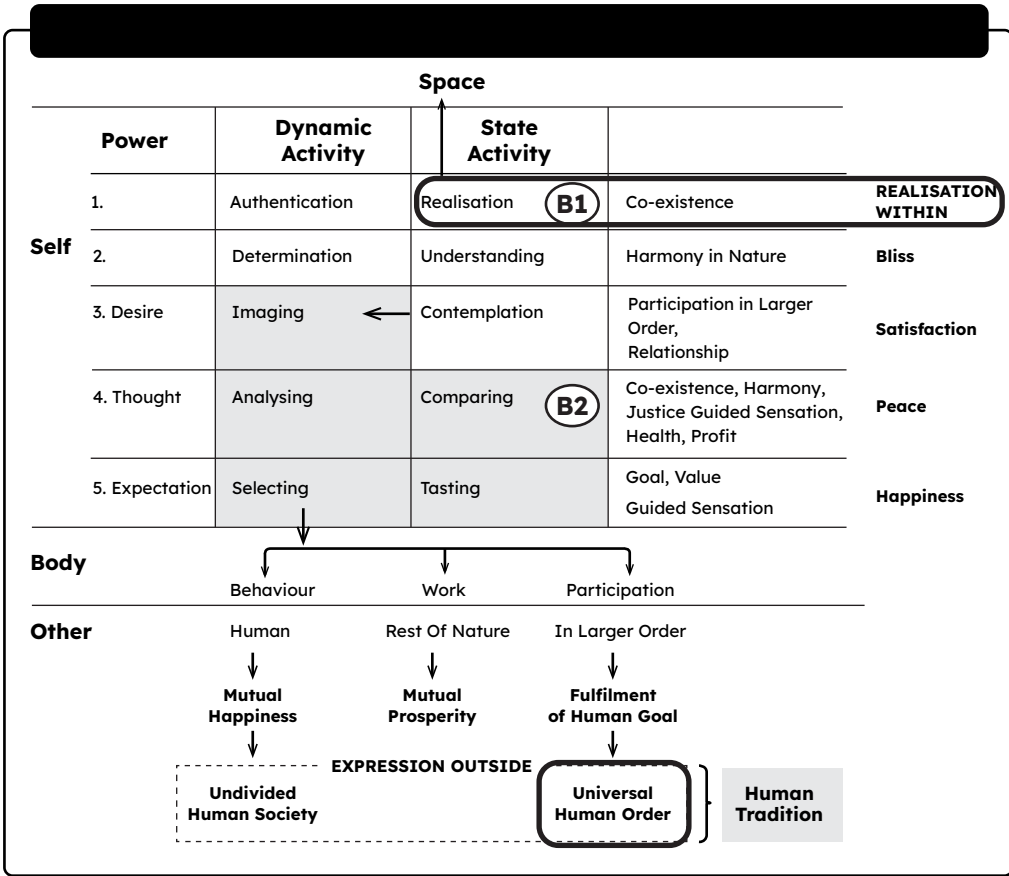 Space
Power
Dynamic
Activity
State
Activity
Self
1.
Authentication
Realisation
B1
Co-existence
REALISATION
WITHIN
2.
Determination
Understanding
Harmony in Nature
Bliss
3. Desire
Imaging
Contemplation
Participation in Larger
Order,
Relationship
Satisfaction
4. Thought
Analysing
Comparing
B2
Co-existence, Harmony,
Justice Guided Sensation,
Health, Profit
Peace
5. Expectation
Selecting
Tasting
Goal, Value
Guided Sensation
Happiness
Body
Behaviour
Work
Participation
Other
Human
Rest Of Nature
In Larger Order
Mutual
Happiness
Mutual
Prosperity
Fulfilment
of Human Goal
EXPRESSION OUTSIDE
Undivided
Human Society
Universal
Human Order
Human
Tradition